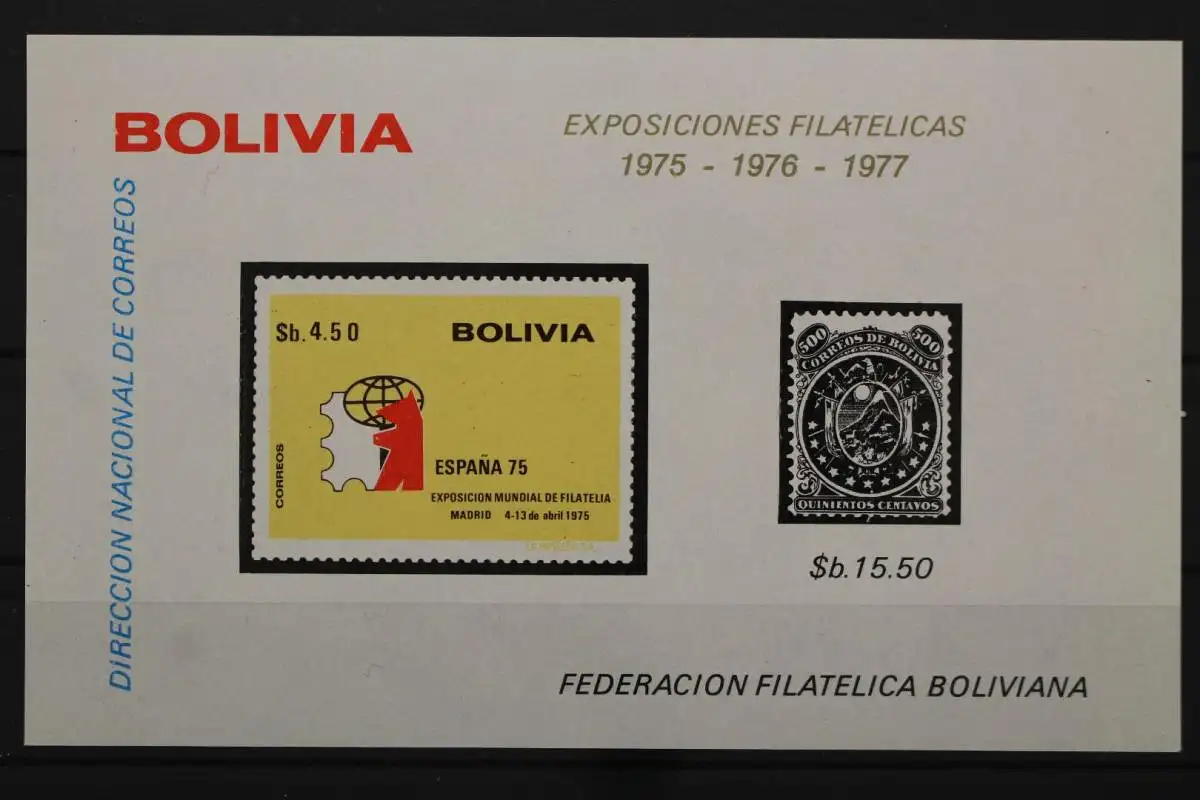 BOLIVIA
EXPOSICIONES FILATELICAS
1975 - 1976 - 1977
DIRECCION NACIONAL DE CORREOS
$b.4.50
BOLIVIA
CORREOS
ESPAÑA 75
EXPOSICION MUNDIAL DE FILATELIA
MADRID 4-13 de abril 1975
500
500
CORREOS DE BOLIVIA
QUINIENTOS CENTAVOS
$b.15.50
FEDERACION FILATELICA BOLIVIANA